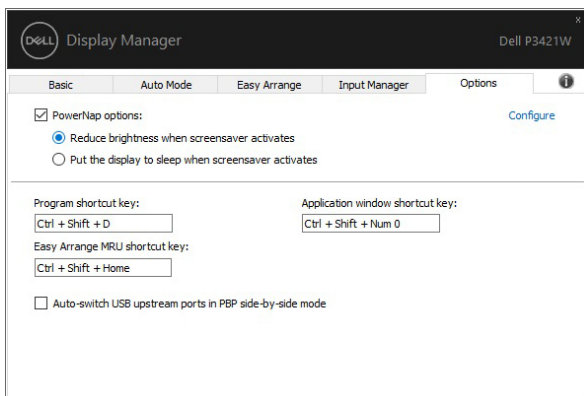 DELL Display Manager
Dell P3421W
x
Basic Auto Mode Easy Arrange Input Manager Options
PowerNap options:
Configure
Reduce brightness when screensaver activates
Put the display to sleep when screensaver activates
Program shortcut key:
Application window shortcut key:
Ctrl + Shift + D
Ctrl + Shift + Num 0
Easy Arrange MRU shortcut key:
Ctrl + Shift + Home
Auto-switch USB upstream ports in PBP side-by-side mode